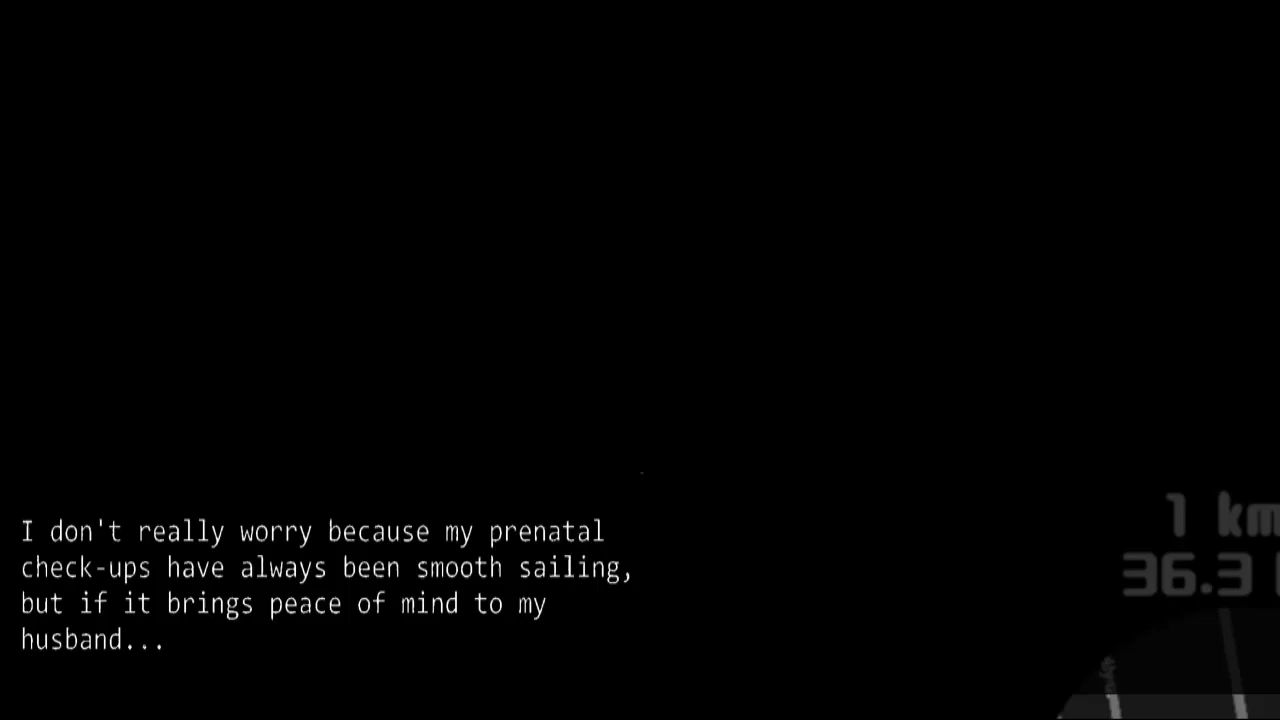 I don't really worry because my prenatal
check-ups have always been smooth sailing,
but if it brings peace of mind to my
husband...
1 km
36.3